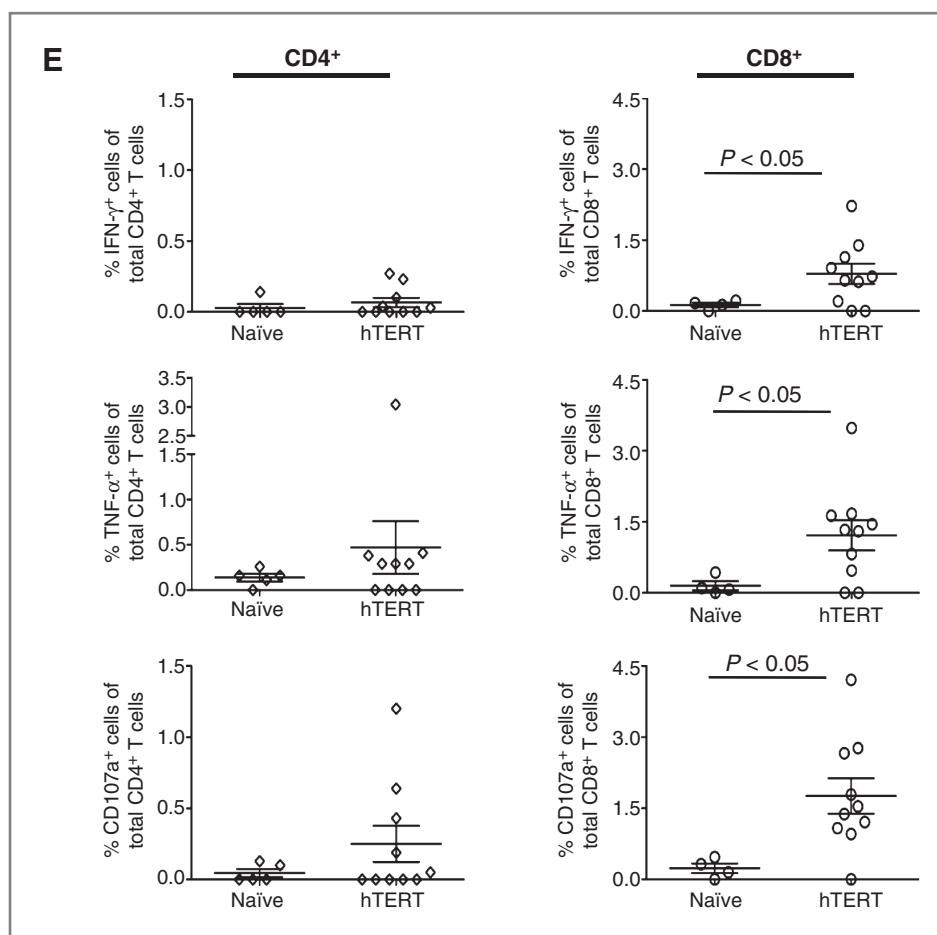 E
CD4⁺
CD8⁺
% IFN-γ⁺ cells of
total CD4⁺ T cells
1.5
1.0
0.5
0.0
Naïve hTERT
% IFN-γ⁺ cells of
total CD8⁺ T cells
4.5
3.0
1.5
0.0
P < 0.05
Naïve hTERT
% TNF-α⁺ cells of
total CD4⁺ T cells
3.5
3.0
2.5
1.5
1.0
0.5
0.0
Naïve hTERT
% TNF-α⁺ cells of
total CD8⁺ T cells
4.5
3.0
1.5
0.0
P < 0.05
Naïve hTERT
% CD107a⁺ cells of
total CD4⁺ T cells
1.5
1.0
0.5
0.0
Naïve hTERT
% CD107a⁺ cells of
total CD8⁺ T cells
4.5
3.0
1.5
0.0
P < 0.05
Naïve hTERT